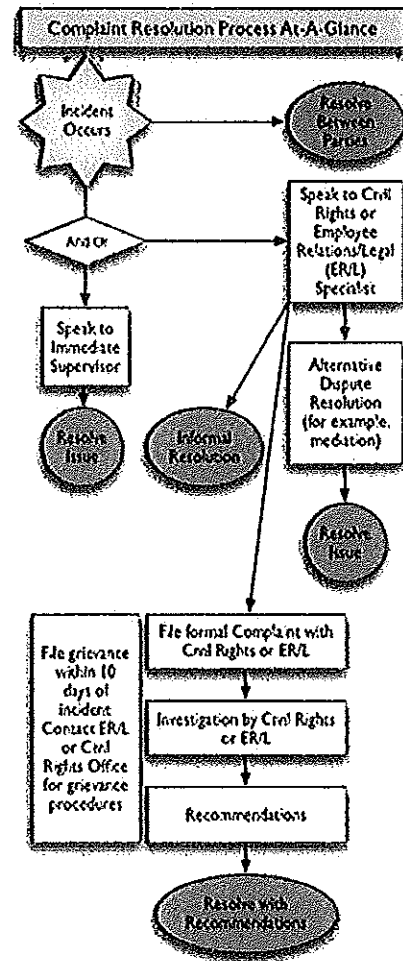 Complaint Resolution Process At-A-Glance
Incident
Occurs
Resolve
Between
Parties
And Or
Speak to Civil
Rights or
Employee
Relations/Legal
(ER/L)
Specialist
Speak to
Immediate
Supervisor
Resolve
Issue
Informal
Resolution
Alternative
Dispute
Resolution
(for example,
mediation)
Resolve
Issue
File grievance
within 10
days of
incident
Contact ER/L
or Civil
Rights Office
for grievance
procedures
File formal Complaint with
Civil Rights or ER/L
Investigation by Civil Rights
or ER/L
Recommendations
Resolve with
Recommendations